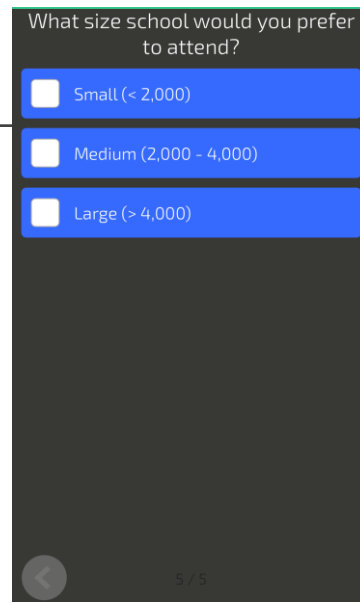 What size school would you prefer
to attend?
Small (< 2,000)
Medium (2,000 - 4,000)
Large (> 4,000)
5 / 5